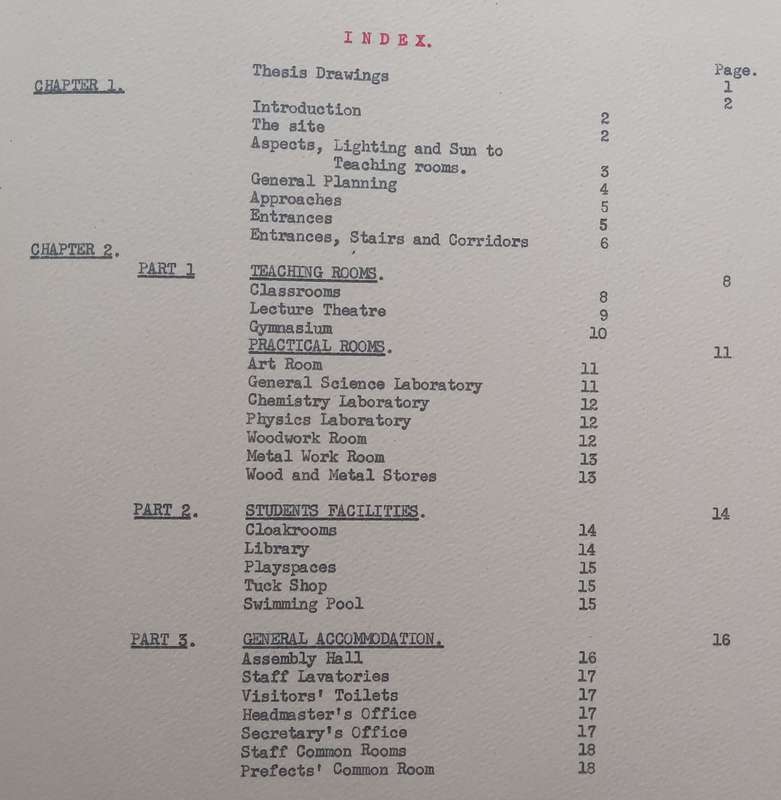 I N D E X.
Page.
Thesis Drawings 1
CHAPTER 1. 2
Introduction 2
The site 2
Aspects, Lighting and Sun to
Teaching rooms. 3
General Planning 4
Approaches 5
Entrances 5
Entrances, Stairs and Corridors 6
CHAPTER 2.
PART 1 TEACHING ROOMS. 8
Classrooms 8
Lecture Theatre 9
Gymnasium 10
PRACTICAL ROOMS. 11
Art Room 11
General Science Laboratory 11
Chemistry Laboratory 12
Physics Laboratory 12
Woodwork Room 12
Metal Work Room 13
Wood and Metal Stores 13
PART 2. STUDENTS FACILITIES. 14
Cloakrooms 14
Library 14
Playspaces 15
Tuck Shop 15
Swimming Pool 15
PART 3. GENERAL ACCOMMODATION. 16
Assembly Hall 16
Staff Lavatories 17
Visitors' Toilets 17
Headmaster's Office 17
Secretary's Office 17
Staff Common Rooms 18
Prefects' Common Room 18